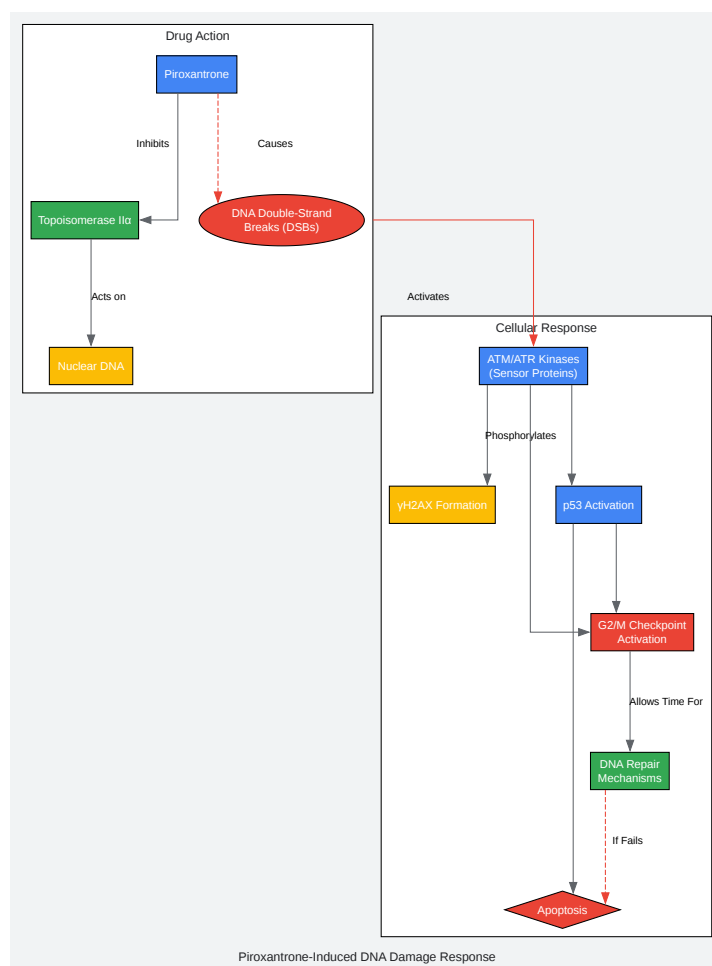 Drug Action
Piroxantrone
Inhibits
Causes
Topoisomerase IIα
DNA Double-Strand
Breaks (DSBs)
Acts on
Activates
Nuclear DNA
Cellular Response
ATM/ATR Kinases
(Sensor Proteins)
Phosphorylates
γH2AX Formation
p53 Activation
G2/M Checkpoint
Activation
Allows Time For
DNA Repair
Mechanisms
If Fails
Apoptosis
Piroxantrone-Induced DNA Damage Response